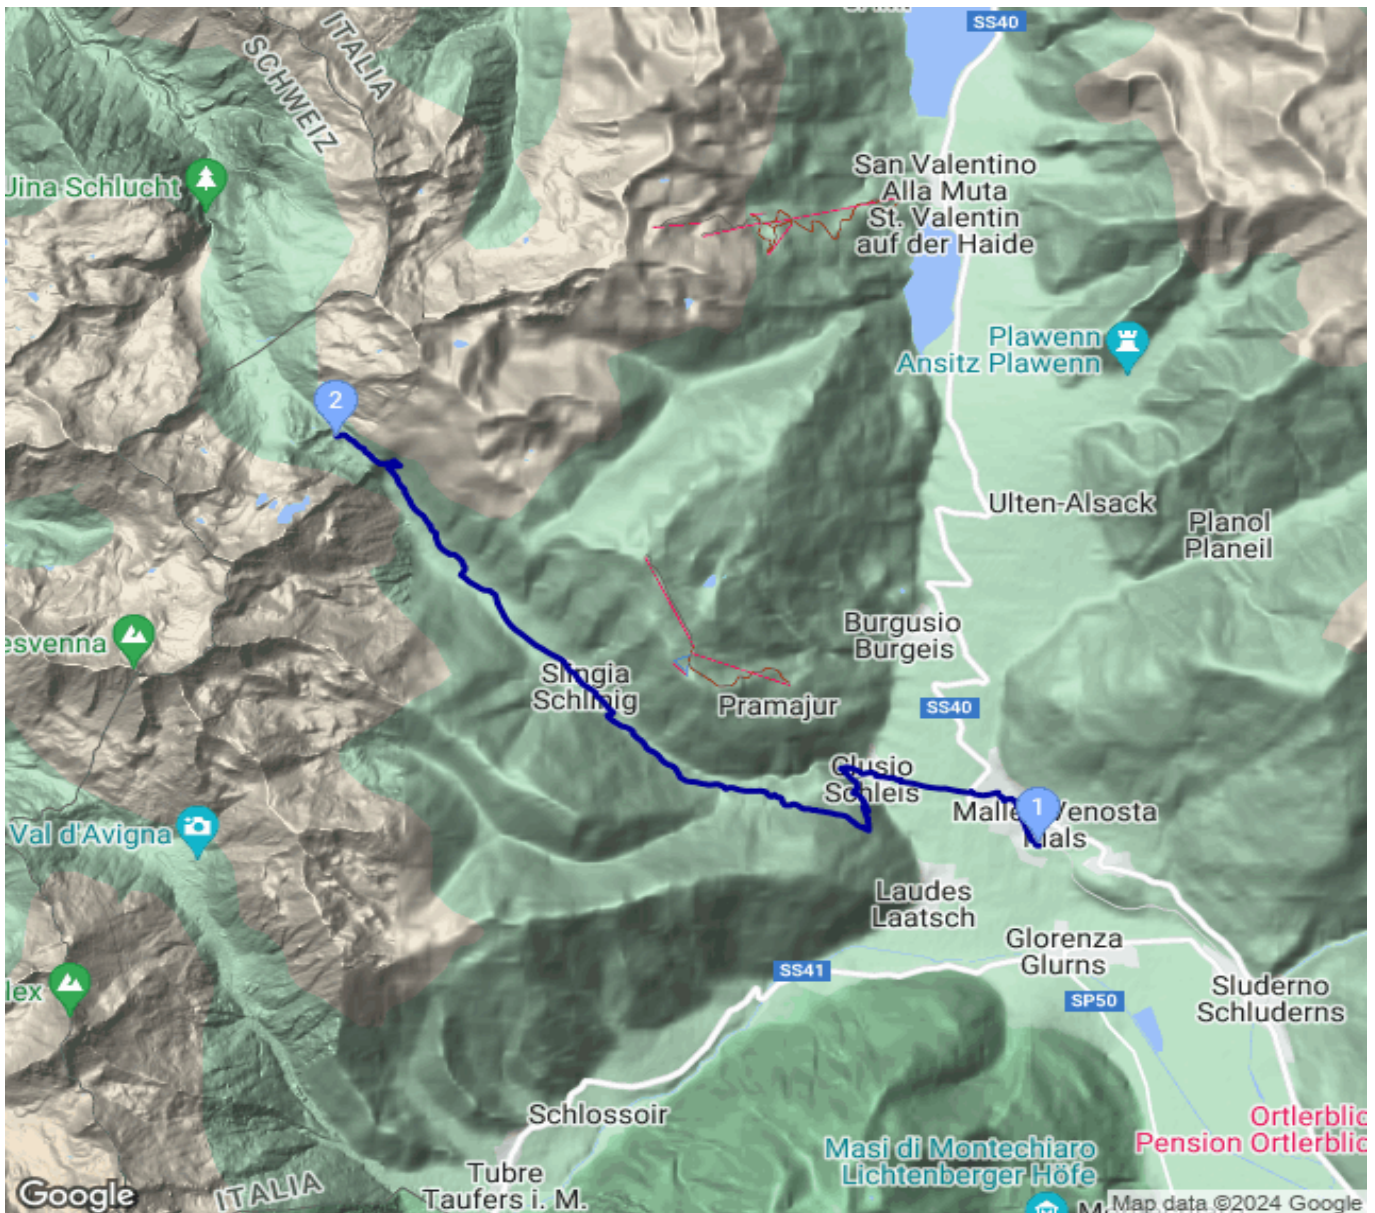 SS40
ITALIA
SCHWEIZ
San Valentino
Alla Muta
St. Valentin
auf der Haide
Uina Schlucht
Plawenn
Ansitz Plawenn
2
Ulten-Alsack
Planol
Planeil
Burgusio
Burgeis
esvenna
Slingia
Schlinig
Pramajur
SS40
Clusio
Schleis
1
Malles Venosta
Mals
Val d'Avigna
Laudes
Laatsch
Glorenza
Glurns
SS41
lex
SP50
Sluderno
Schluderns
Schlossoir
Ortlerblic
Pension Ortlerblic
Masi di Montechiaro
Lichtenberger Höfe
Tubre
Taufers i. M.
ITALIA
Google
Map data ©2024 Google